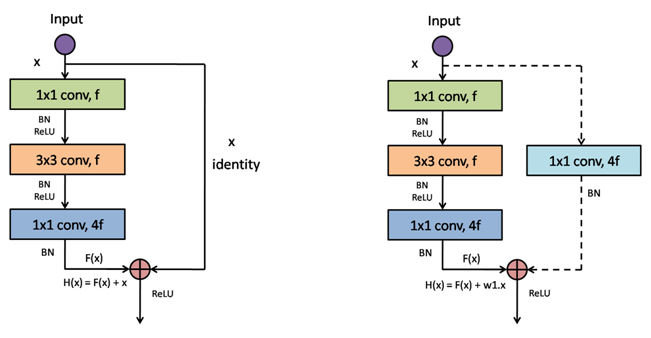 Input
x
1x1 conv, f
BN
ReLU
3x3 conv, f
BN
ReLU
1x1 conv, 4f
BN
F(x)
H(x) = F(x) + x
ReLU
x
identity
Input
x
1x1 conv, f
BN
ReLU
3x3 conv, f
BN
ReLU
1x1 conv, 4f
BN
F(x)
H(x) = F(x) + w1.x
ReLU
1x1 conv, 4f
BN